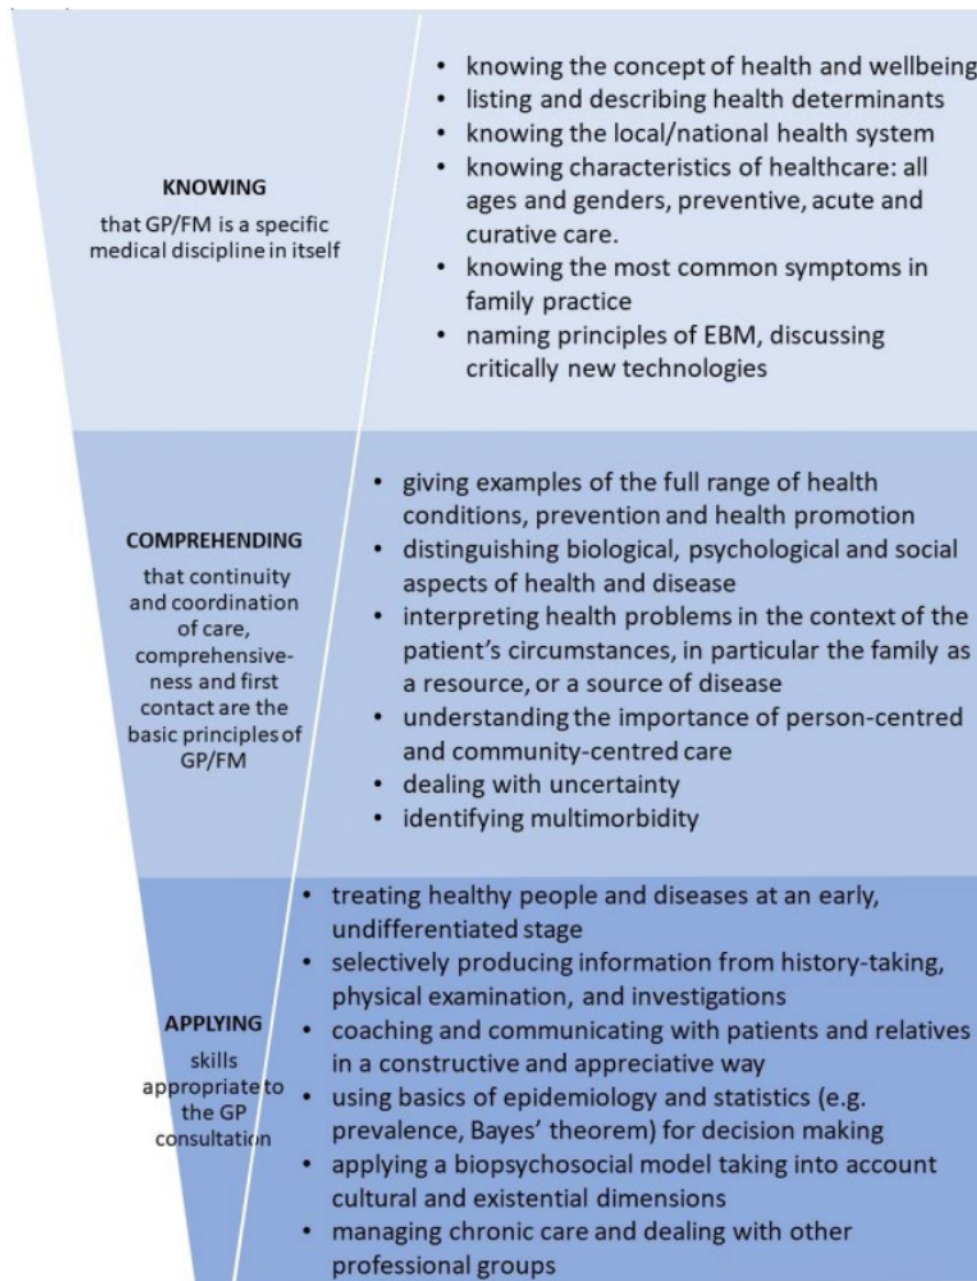 KNOWING
that GP/FM is a specific
medical discipline in itself
• knowing the concept of health and wellbeing
• listing and describing health determinants
• knowing the local/national health system
• knowing characteristics of healthcare: all
ages and genders, preventive, acute and
curative care.
• knowing the most common symptoms in
family practice
• naming principles of EBM, discussing
critically new technologies
COMPREHENDING
that continuity
and coordination
of care,
comprehensive-
ness and first
contact are the
basic principles of
GP/FM
• giving examples of the full range of health
conditions, prevention and health promotion
• distinguishing biological, psychological and social
aspects of health and disease
• interpreting health problems in the context of the
patient's circumstances, in particular the family as
a resource, or a source of disease
• understanding the importance of person-centred
and community-centred care
• dealing with uncertainty
• identifying multimorbidity
APPLYING
skills
appropriate to
the GP
consultation
• treating healthy people and diseases at an early,
undifferentiated stage
• selectively producing information from history-taking,
physical examination, and investigations
• coaching and communicating with patients and relatives
in a constructive and appreciative way
• using basics of epidemiology and statistics (e.g.
prevalence, Bayes' theorem) for decision making
• applying a biopsychosocial model taking into account
cultural and existential dimensions
• managing chronic care and dealing with other
professional groups